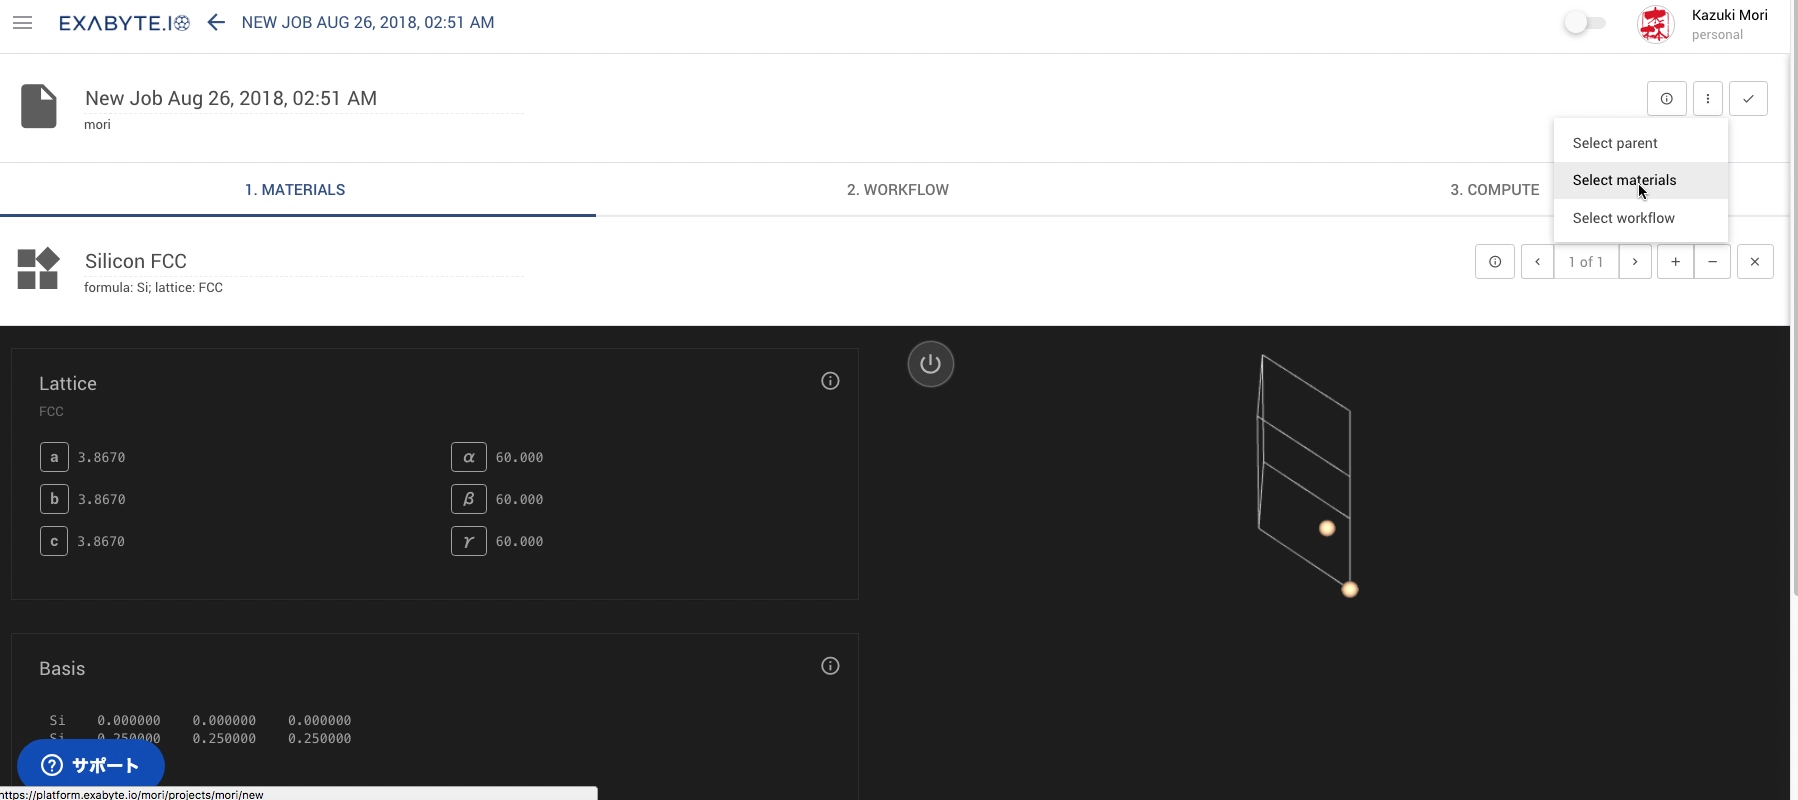 EXABYTE.IO NEW JOB AUG 26, 2018, 02:51 AM
Kazuki Mori
personal
New Job Aug 26, 2018, 02:51 AM
mori
Select parent
Select materials
Select workflow
1. MATERIALS
2. WORKFLOW
3. COMPUTE
Silicon FCC
formula: Si; lattice: FCC
1 of 1
Lattice
FCC
a 3.8670 α 60.000
b 3.8670 β 60.000
c 3.8670 γ 60.000
Basis
Si 0.000000 0.000000 0.000000
Si 0.250000 0.250000 0.250000
サポート
https://platform.exabyte.io/mori/projects/mori/new